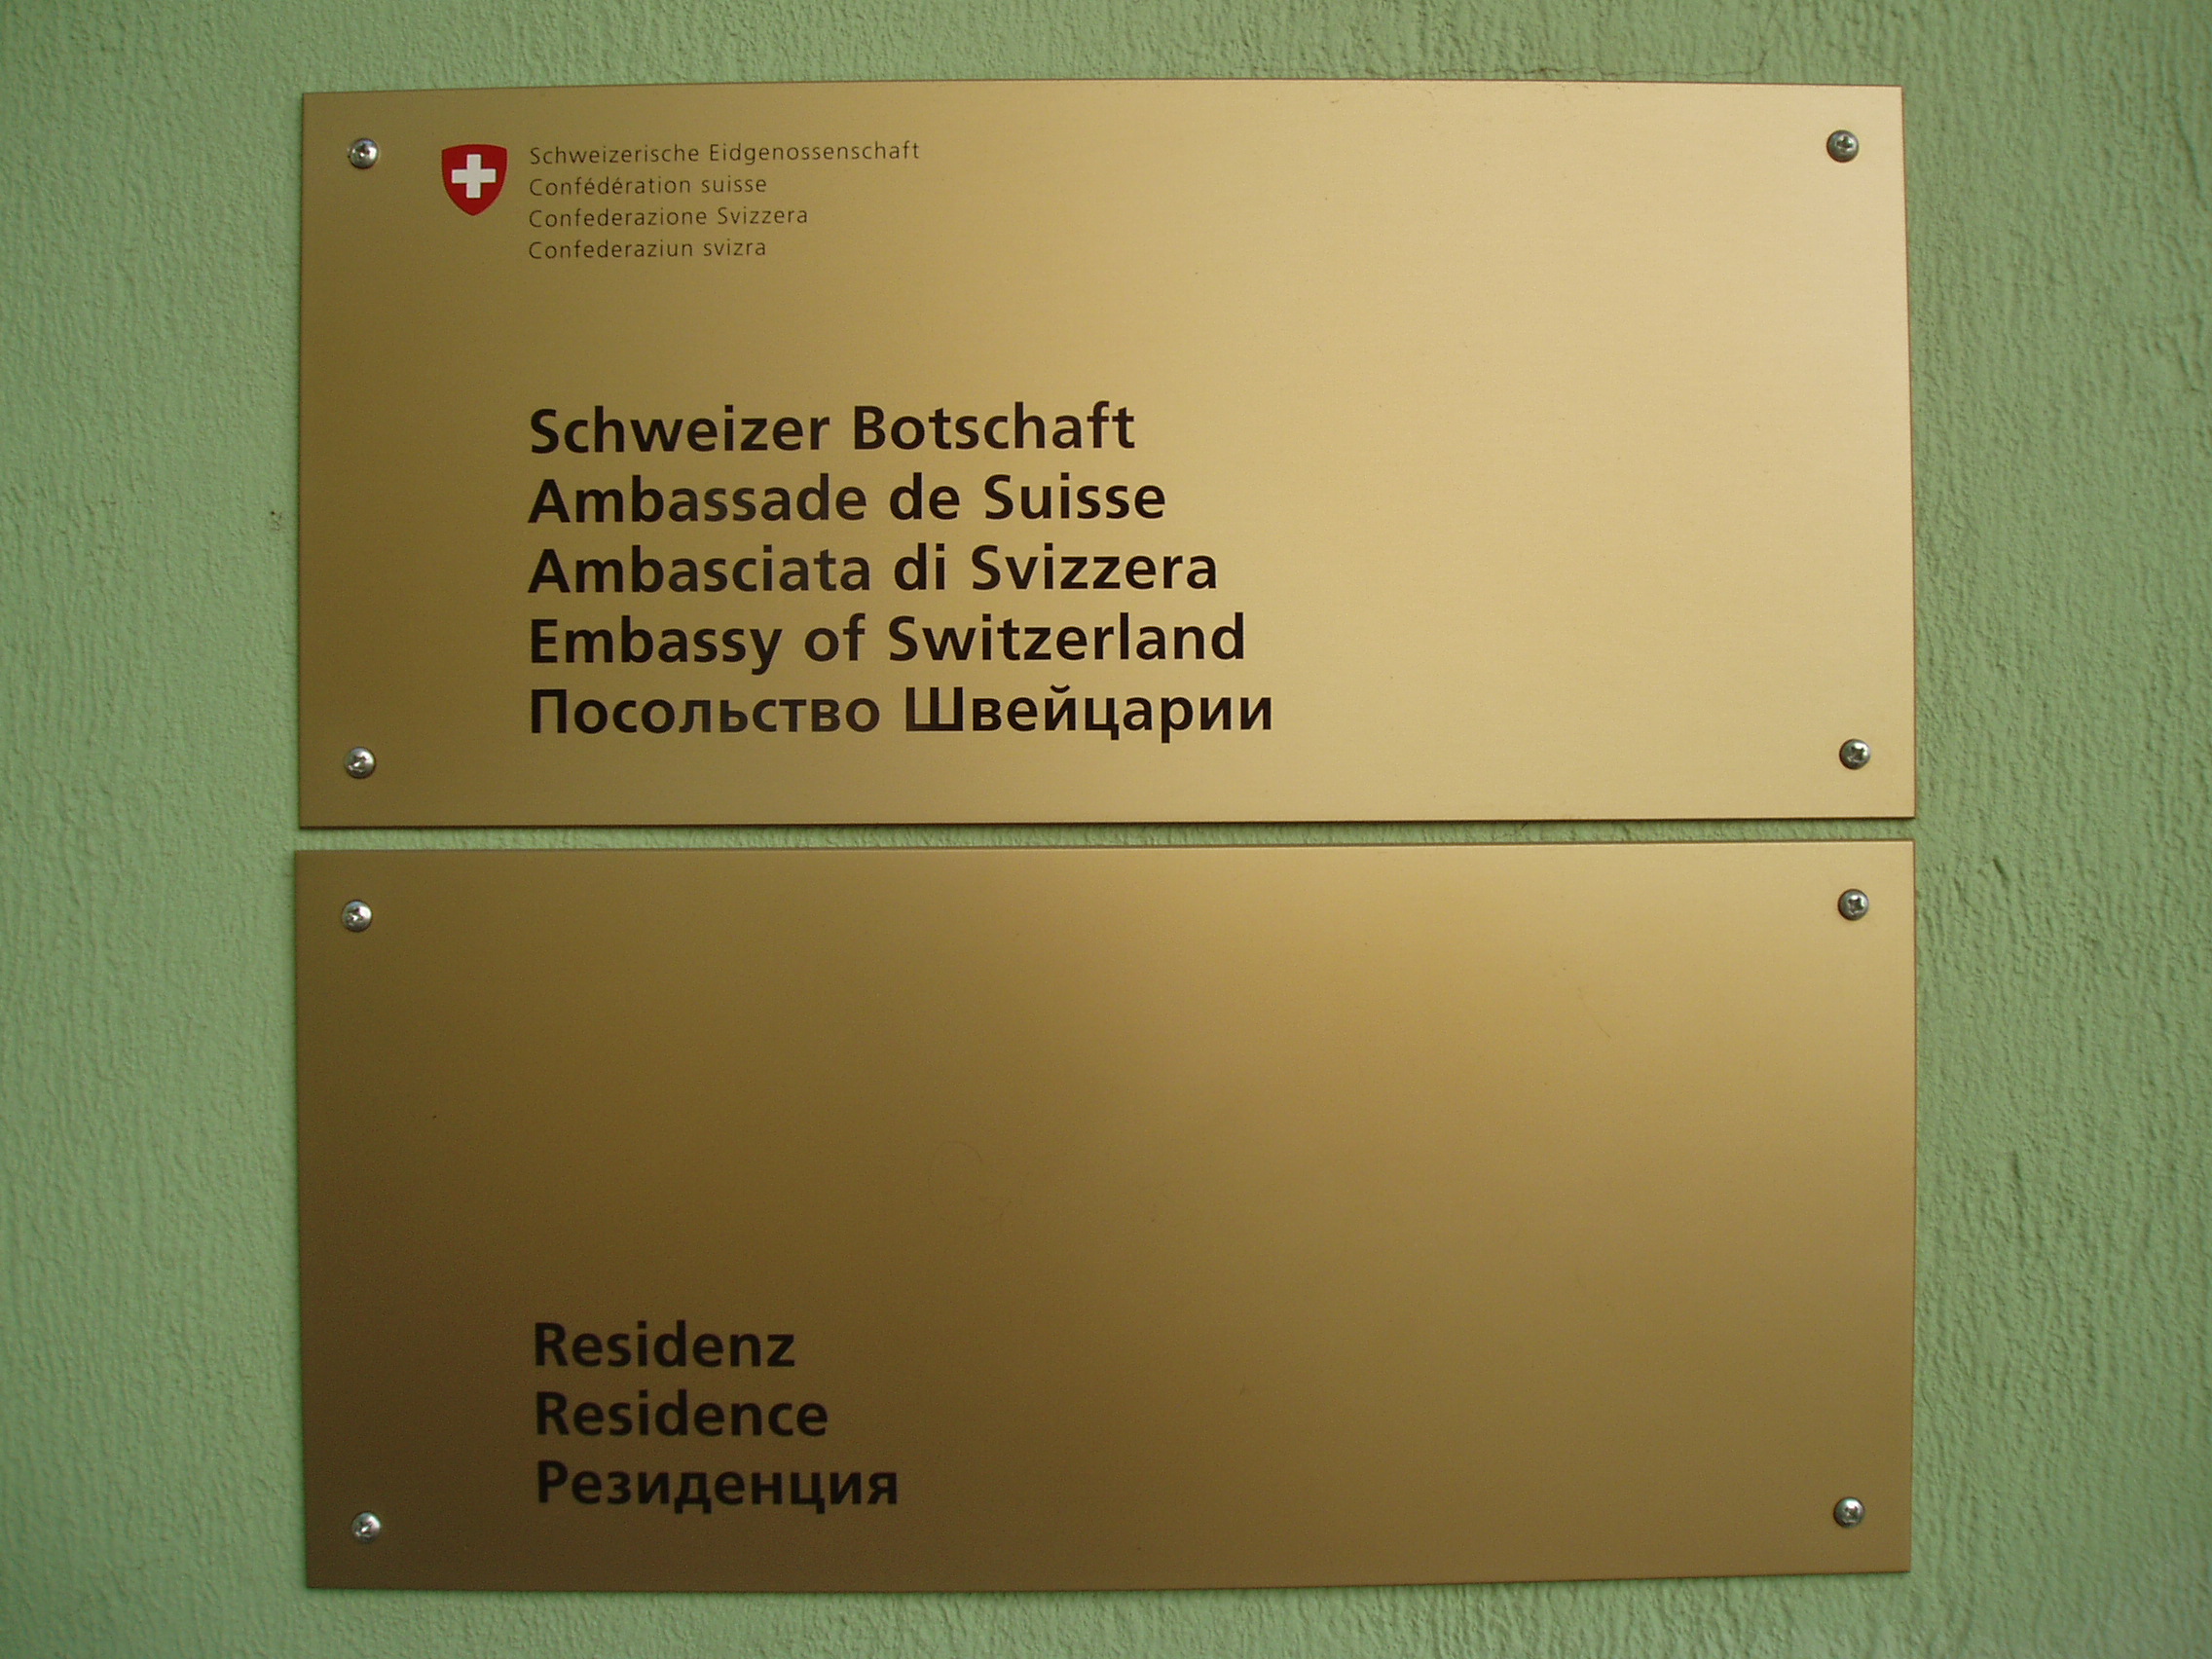 Schweizerische Eidgenossenschaft
Confédération suisse
Confederazione Svizzera
Confederaziun svizra
Schweizer Botschaft
Ambassade de Suisse
Ambasciata di Svizzera
Embassy of Switzerland
Посольство Швейцарии
Residenz
Residence
Резиденция